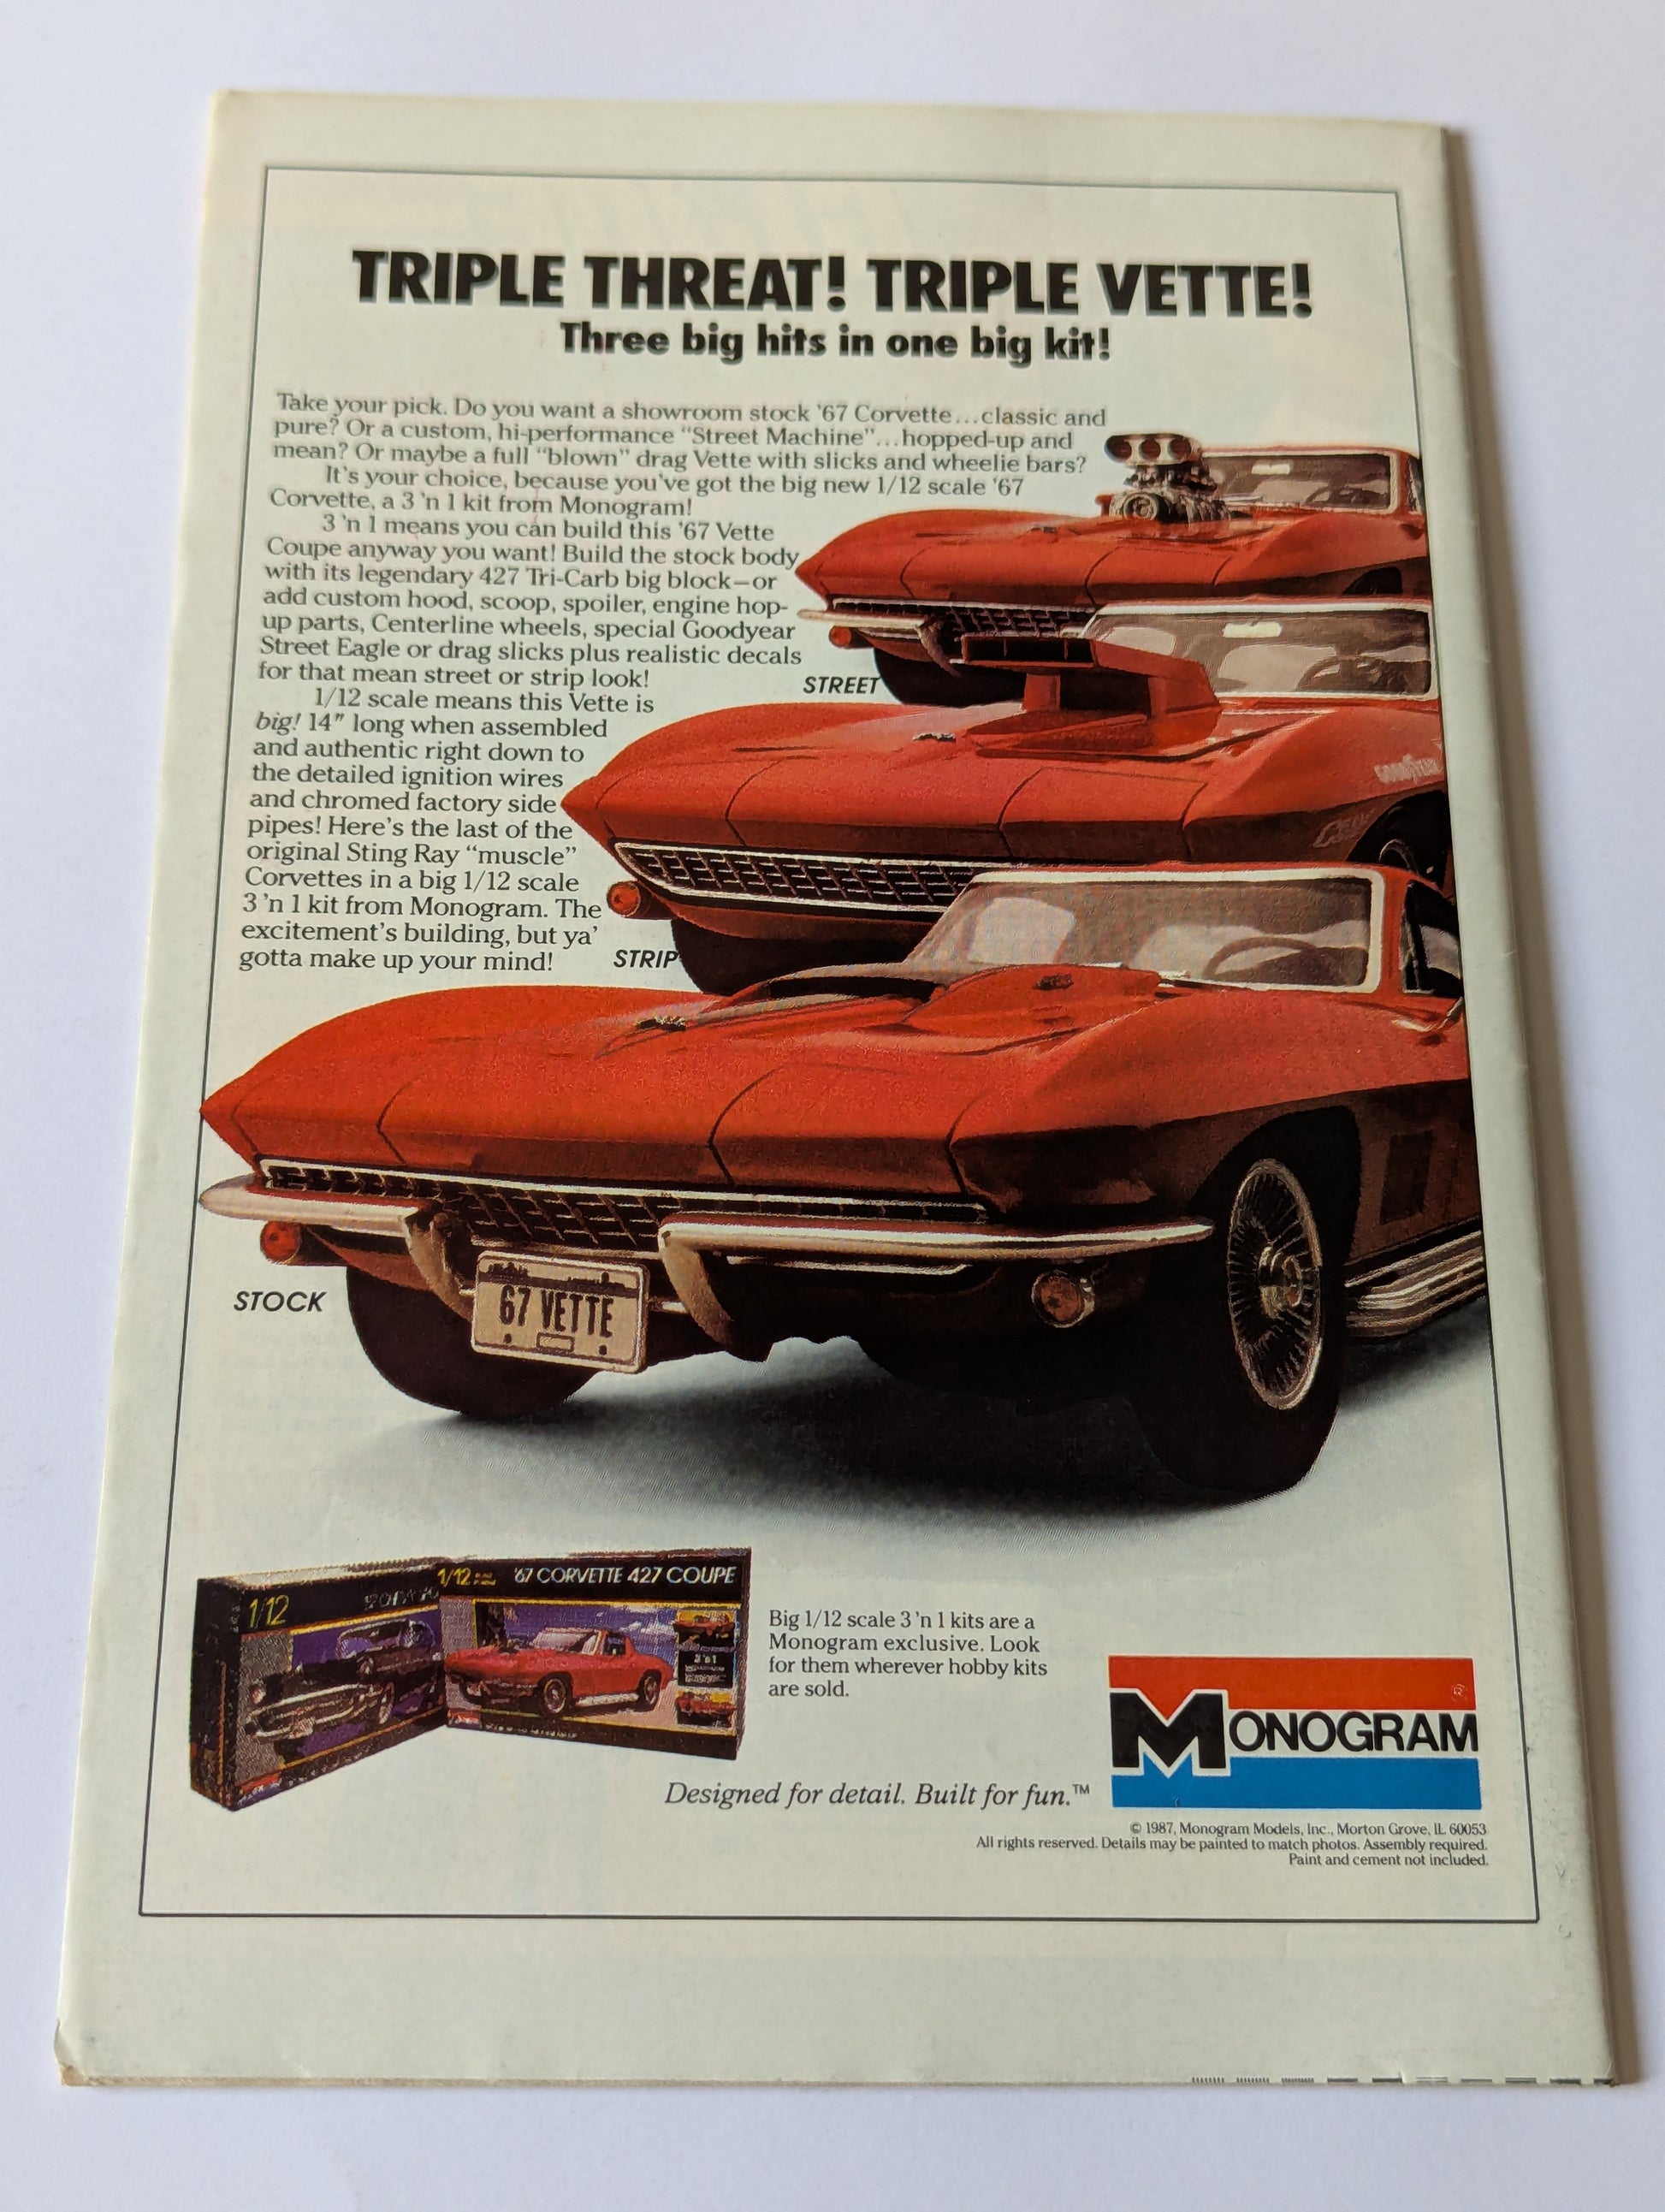 TRIPLE THREAT! TRIPLE VETTE!
Three big hits in one big kit!
Take your pick. Do you want a showroom stock '67 Corvette...classic and
pure? Or a custom, hi-performance "Street Machine"...hopped-up and
mean? Or maybe a full "blown" drag Vette with slicks and wheelie bars?
It's your choice, because you've got the big new 1/12 scale '67
Corvette, a 3 'n 1 kit from Monogram!
3 'n 1 means you can build this '67 Vette
Coupe anyway you want! Build the stock body
with its legendary 427 Tri-Carb big block—or
add custom hood, scoop, spoiler, engine hop-
up parts, Centerline wheels, special Goodyear
Street Eagle or drag slicks plus realistic decals
for that mean street or strip look!
1/12 scale means this Vette is
big! 14" long when assembled
and authentic right down to
the detailed ignition wires
and chromed factory side
pipes! Here's the last of the
original Sting Ray "muscle"
Corvettes in a big 1/12 scale
3 'n 1 kit from Monogram. The
excitement's building, but ya'
gotta make up your mind!
STREET
GOODYEAR
STRIP
STOCK
67 VETTE
1/12
1/12 '67 CORVETTE 427 COUPE
3 'n 1
Big 1/12 scale 3 'n 1 kits are a
Monogram exclusive. Look
for them wherever hobby kits
are sold.
MONOGRAM ®
Designed for detail. Built for fun.™
© 1987, Monogram Models, Inc., Morton Grove, IL 60053
All rights reserved. Details may be painted to match photos. Assembly required.
Paint and cement not included.